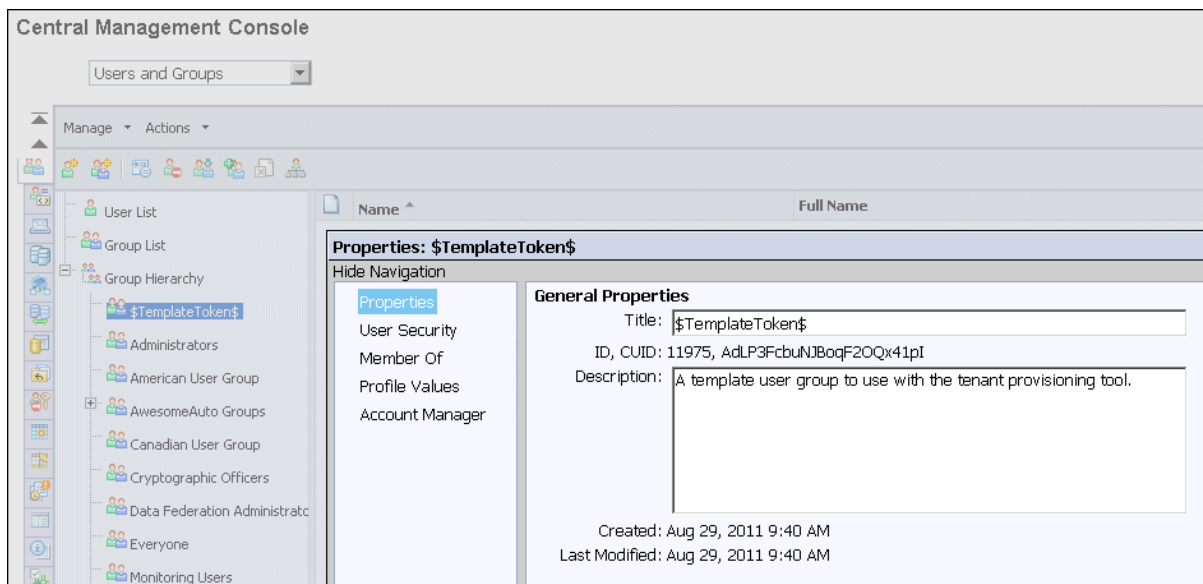 Central Management Console
Users and Groups
Manage Actions
Name Full Name
User List
Group List
Group Hierarchy
$TemplateToken$
Administrators
American User Group
AwesomeAuto Groups
Canadian User Group
Cryptographic Officers
Data Federation Administratc
Everyone
Monitoring Users
Properties: $TemplateToken$
Hide Navigation
Properties
User Security
Member Of
Profile Values
Account Manager
General Properties
Title: $TemplateToken$
ID, CUID: 11975, AdLP3FcbuNJBoqF2OQx41pI
Description: A template user group to use with the tenant provisioning tool.
Created: Aug 29, 2011 9:40 AM
Last Modified: Aug 29, 2011 9:40 AM